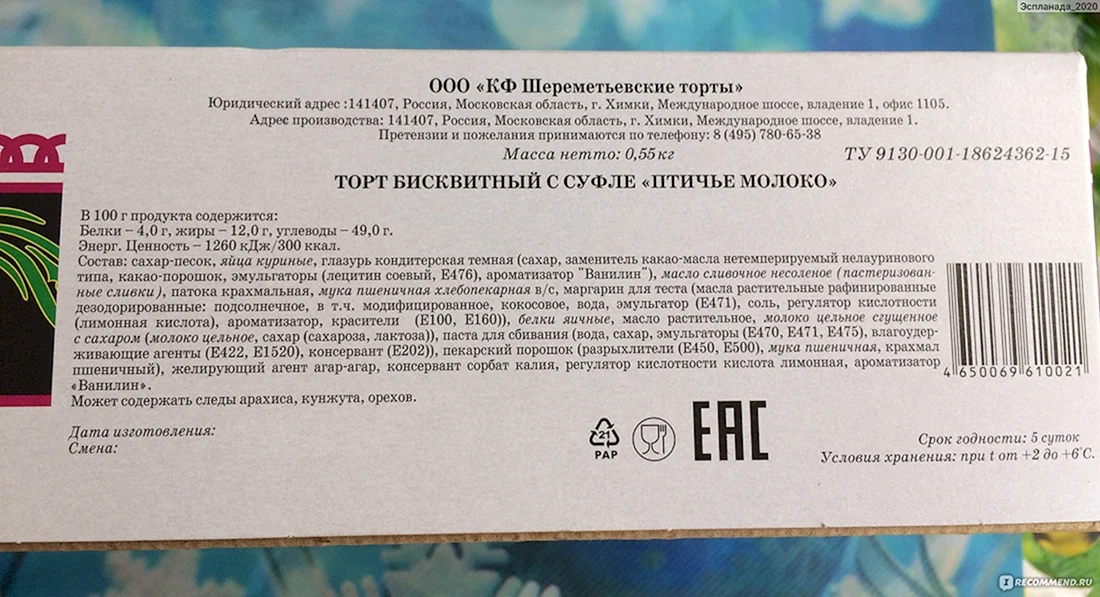 Эспланада_2020
ООО «КФ Шереметьевские торты»
Юридический адрес :141407, Россия, Московская область, г. Химки, Международное шоссе, владение 1, офис 1105.
Адрес производства: 141407, Россия, Московская область, г. Химки, Международное шоссе, владение 1.
Претензии и пожелания принимаются по телефону: 8 (495) 780-65-38
Масса нетто: 0,55кг
ТУ 9130-001-18624362-15
ТОРТ БИСКВИТНЫЙ С СУФЛЕ «ПТИЧЬЕ МОЛОКО»
В 100 г продукта содержится:
Белки – 4,0 г, жиры – 12,0 г, углеводы – 49,0 г.
Энерг. Ценность – 1260 кДж/300 ккал.
Состав: сахар-песок, яйца куриные, глазурь кондитерская темная (сахар, заменитель какао-масла нетемперируемый нелауринового
типа, какао-порошок, эмульгаторы (лецитин соевый, Е476), ароматизатор "Ванилин"), масло сливочное несоленое (пастеризован-
ные сливки), патока крахмальная, мука пшеничная хлебопекарная в/с, маргарин для теста (масла растительные рафинированные
дезодорированные: подсолнечное, в т.ч. модифицированное, кокосовое, вода, эмульгатор (Е471), соль, регулятор кислотности
(лимонная кислота), ароматизатор, красители (Е100, Е160)), белки яичные, масло растительное, молоко цельное сгущенное
с сахаром (молоко цельное, сахар (сахароза, лактоза)), паста для сбивания (вода, сахар, эмульгаторы (Е470, Е471, Е475), влагоудер-
живающие агенты (Е422, Е1520), консервант (Е202)), пекарский порошок (разрыхлители (Е450, Е500), мука пшеничная, крахмал
пшеничный), желирующий агент агар-агар, консервант сорбат калия, регулятор кислотности кислота лимонная, ароматизатор
«Ванилин».
Может содержать следы арахиса, кунжута, орехов.
4 650069 610021
Дата изготовления:
Смена:
21
PAP
EAC
Срок годности: 5 суток
Условия хранения: при t от +2 до +6°С.
IRECOMMEND.RU